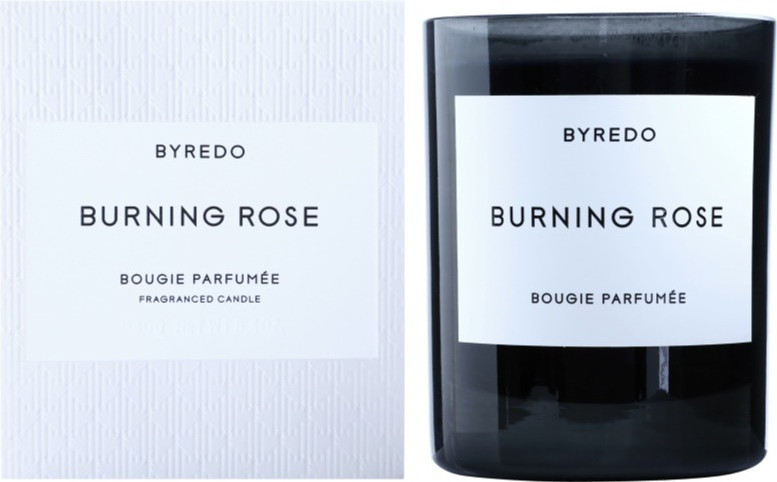 BYREDO
BURNING ROSE
BOUGIE PARFUMÉE
FRAGRANCED CANDLE
BYREDO
BURNING ROSE
BOUGIE PARFUMÉE